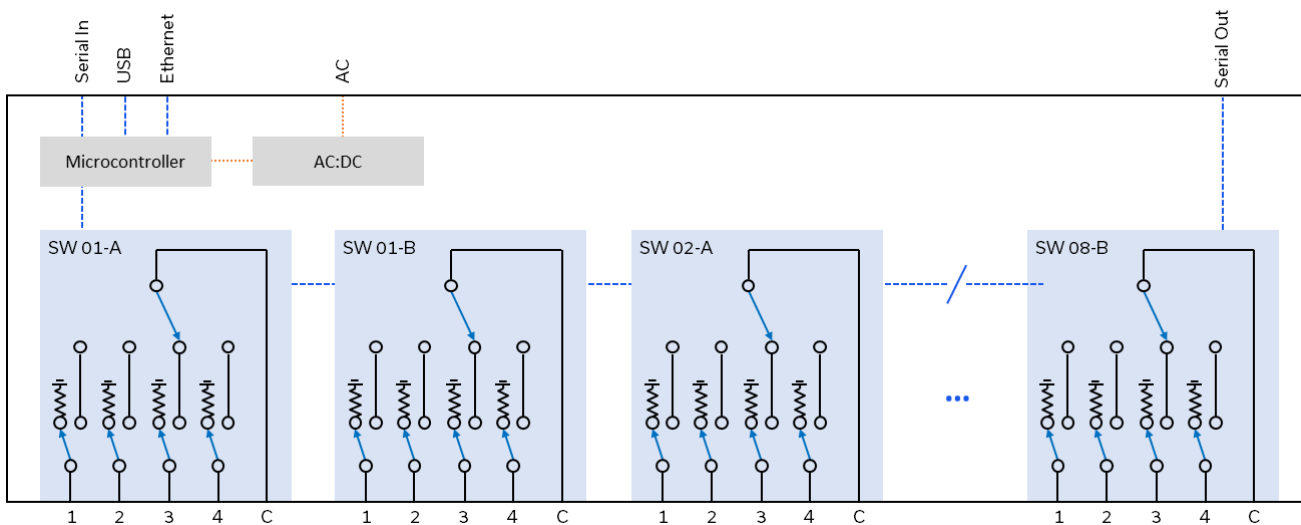 Serial In
USB
Ethernet
AC
Serial Out
Microcontroller
AC:DC
SW 01-A
SW 01-B
SW 02-A
SW 08-B
1 2 3 4 C
1 2 3 4 C
1 2 3 4 C
1 2 3 4 C